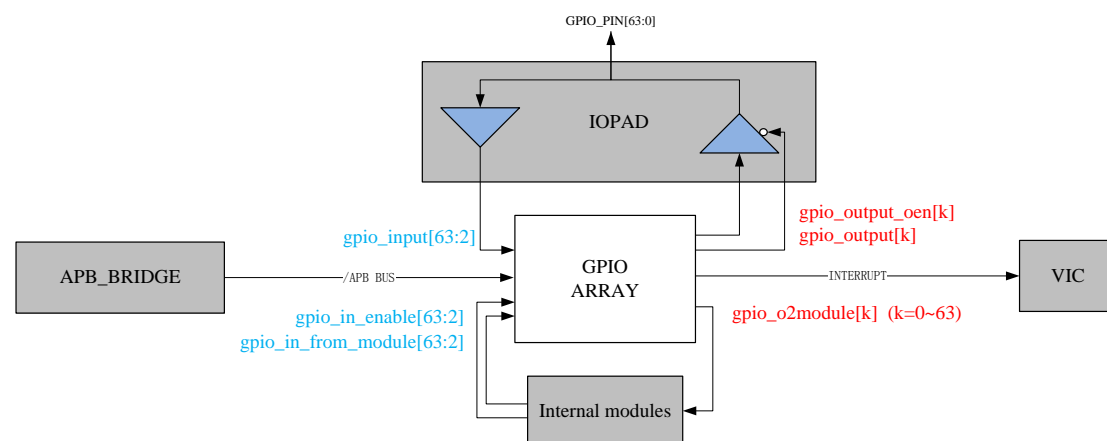 GPIO_PIN[63:0]
IOPAD
gpio_output_oen[k]
gpio_output[k]
gpio_input[63:2]
APB_BRIDGE
/APB BUS
GPIO
ARRAY
INTERRUPT
VIC
gpio_in_enable[63:2]
gpio_in_from_module[63:2]
gpio_o2module[k] (k=0~63)
Internal modules